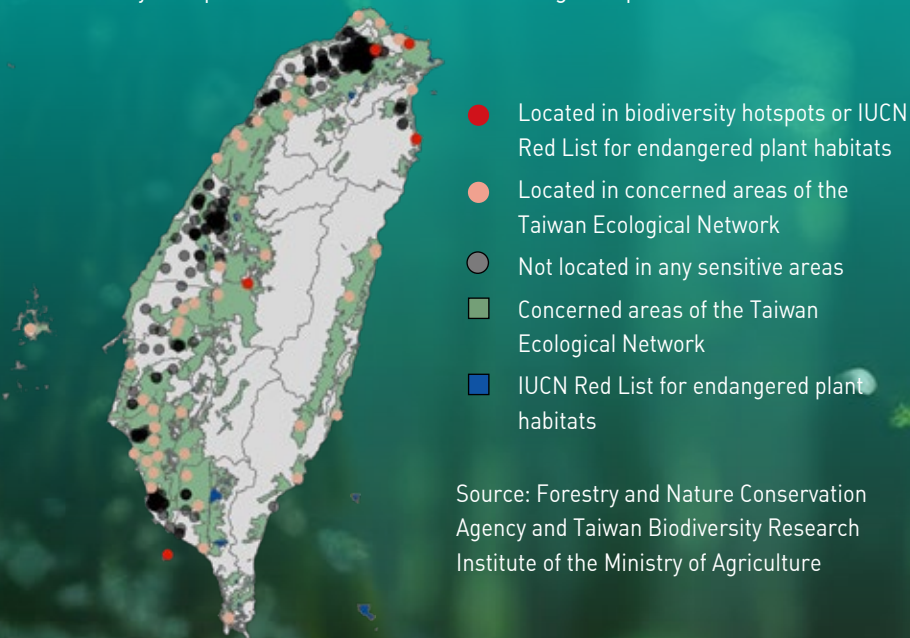 Located in biodiversity hotspots or IUCN
Red List for endangered plant habitats
Located in concerned areas of the
Taiwan Ecological Network
Not located in any sensitive areas
Concerned areas of the Taiwan
Ecological Network
IUCN Red List for endangered plant
habitats
Source: Forestry and Nature Conservation
Agency and Taiwan Biodiversity Research
Institute of the Ministry of Agriculture